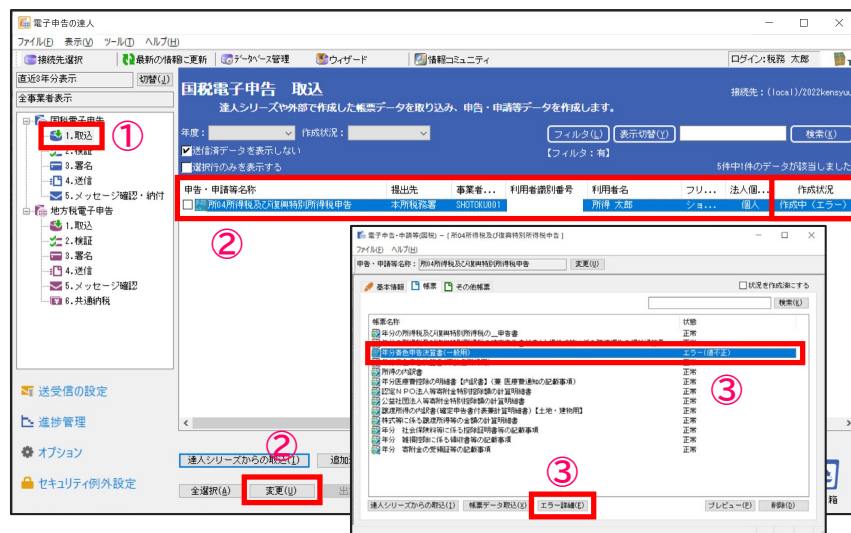 電子申告の達人
ファイル(F) 表示(V) ツール(T) ヘルプ(H)
接続先選択 最新の情報に更新 データベース管理 ウィザード 情報コミュニティ ログイン:税務 太郎
直近3年分表示 切替(J)
全事業者表示
国税電子申告
1.取込
2.検証
3.署名
4.送信
5.メッセージ確認・納付
地方税電子申告
1.取込
2.検証
3.署名
4.送信
5.メッセージ確認
6.共通納税
①
送受信の設定
進捗管理
オプション
セキュリティ例外設定
国税電子申告 取込
接続先:(local)/2022kensyuu
達人シリーズや外部で作成した帳票データを取り込み、申告・申請等データを作成します。
年度: 作成状況: フィルタ(L) 表示切替(Y) 検索(K)
送信済データを表示しない 【フィルタ:有】
選択行のみを表示する 5件中1件のデータが該当しました
申告・申請等名称 提出先 事業者... 利用者識別番号 利用者名 フリ... 法人個... 作成状況
所04所得税及び復興特別所得税申告 本所税務署 SHOTOKU001 所得 太郎 ショ... 個人 作成中(エラー)
②
電子申告-申請等(国税) - [所04所得税及び復興特別所得税申告]
ファイル(F) ヘルプ(H)
申告・申請等名称: 所04所得税及び復興特別所得税申告 変更(U)
基本情報 帳票 その他帳票 状況を作成済にする
検索(K)
帳票名称 状態
年分の所得税及び復興特別所得税の__申告書 正常
年分青色申告決算書(一般用) エラー(値不正)
所得の内訳書 正常
年分医療費控除の明細書【内訳書】(兼 医療費通知の記載事項) 正常
認定NPO法人等寄附金特別控除額の計算明細書 正常
公益社団法人等寄附金特別控除額の計算明細書 正常
譲渡所得の内訳書(確定申告書付表兼計算明細書)【土地・建物用】 正常
株式等に係る譲渡所得等の金額の計算明細書 正常
年分 社会保険料等に係る控除証明書等の記載事項 正常
年分 雑損控除に係る領収書等の記載事項 正常
年分 寄附金の受領証等の記載事項 正常
③
③
達人シリーズからの取込(I) 帳票データ取込(X) エラー詳細(E) プレビュー(P) 削除(D)
②
達人シリーズからの取込(I) 追加
全選択(A) 変更(U)
箱